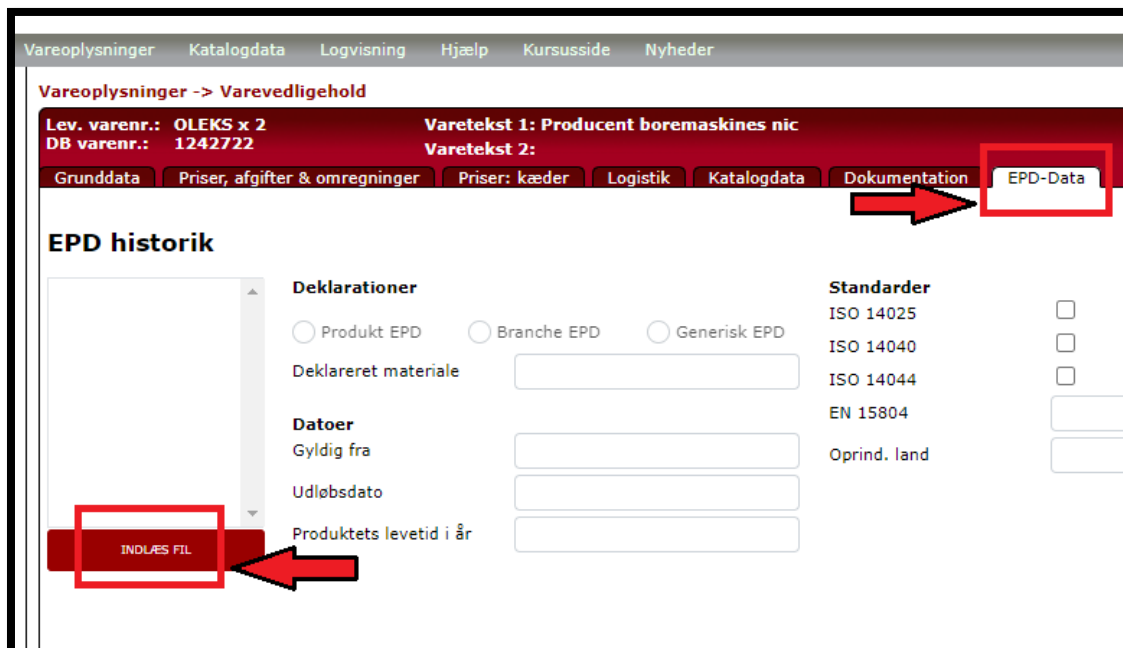 Vareoplysninger Katalogdata Logvisning Hjælp Kursusside Nyheder
Vareoplysninger -> Varevedligehold
Lev. varenr.: OLEKS x 2 Varetekst 1: Producent boremaskines nic
DB varenr.: 1242722 Varetekst 2:
Grunddata Priser, afgifter & omregninger Priser: kæder Logistik Katalogdata Dokumentation EPD-Data
EPD historik
Deklarationer
Produkt EPD Branche EPD Generisk EPD
Deklareret materiale
Datoer
Gyldig fra
Udløbsdato
Produktets levetid i år
INDLÆS FIL
Standarder
ISO 14025
ISO 14040
ISO 14044
EN 15804
Oprind. land